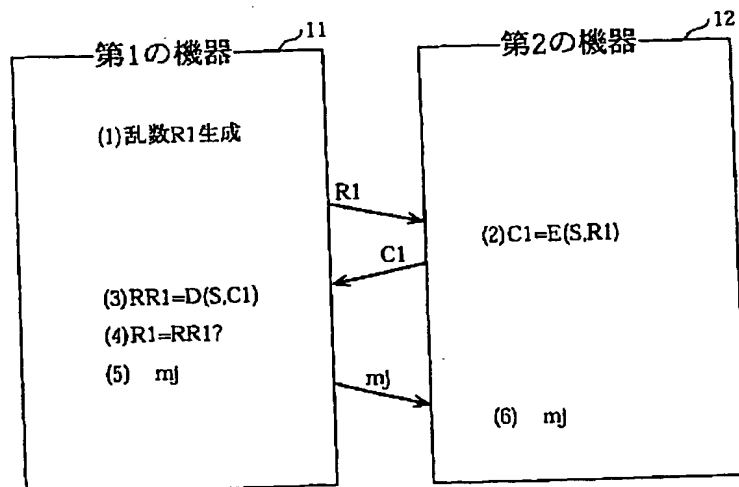 11
第1の機器
12
第2の機器
(1)乱数R1生成
R1
(2)C1=E(S,R1)
C1
(3)RR1=D(S,C1)
(4)R1=RR1?
(5) mj
mj
(6) mj